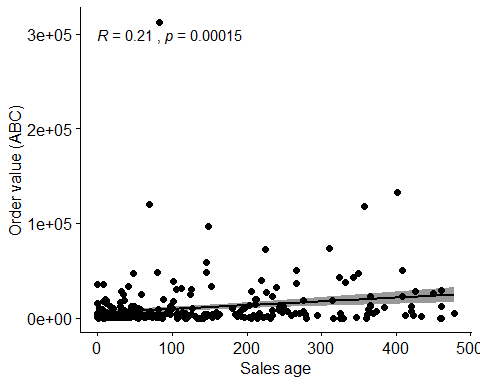 3e+05
R = 0.21 , p = 0.00015
2e+05
Order value (ABC)
1e+05
0e+00
0 100 200 300 400 500
Sales age